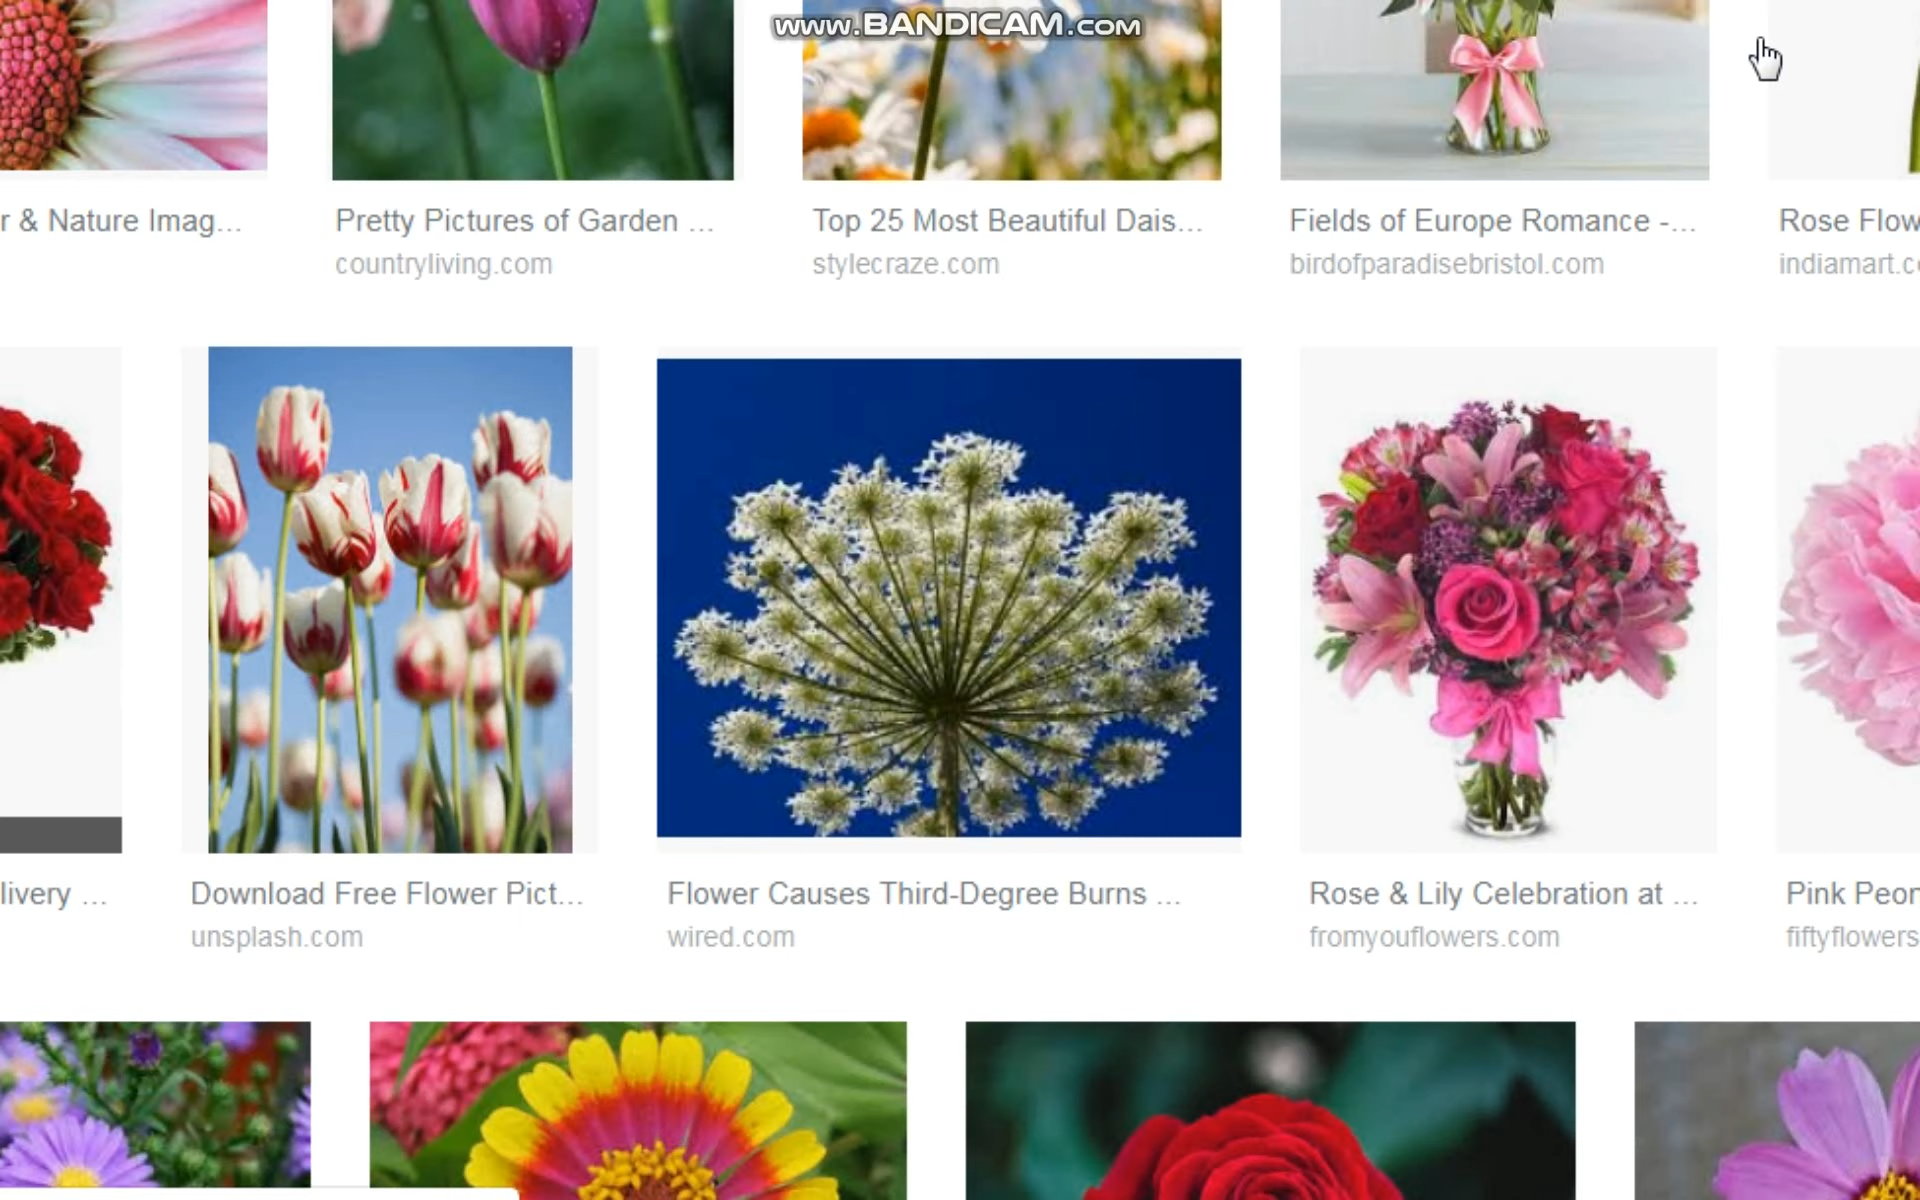 www.BANDICAM.com
r & Nature Imag...
Pretty Pictures of Garden ...
Top 25 Most Beautiful Dais...
Fields of Europe Romance -...
Rose Flow
countryliving.com
stylecraze.com
birdofparadisebristol.com
indiamart.c
livery ...
Download Free Flower Pict...
Flower Causes Third-Degree Burns ...
Rose & Lily Celebration at ...
Pink Peon
unsplash.com
wired.com
fromyouflowers.com
fiftyflowers